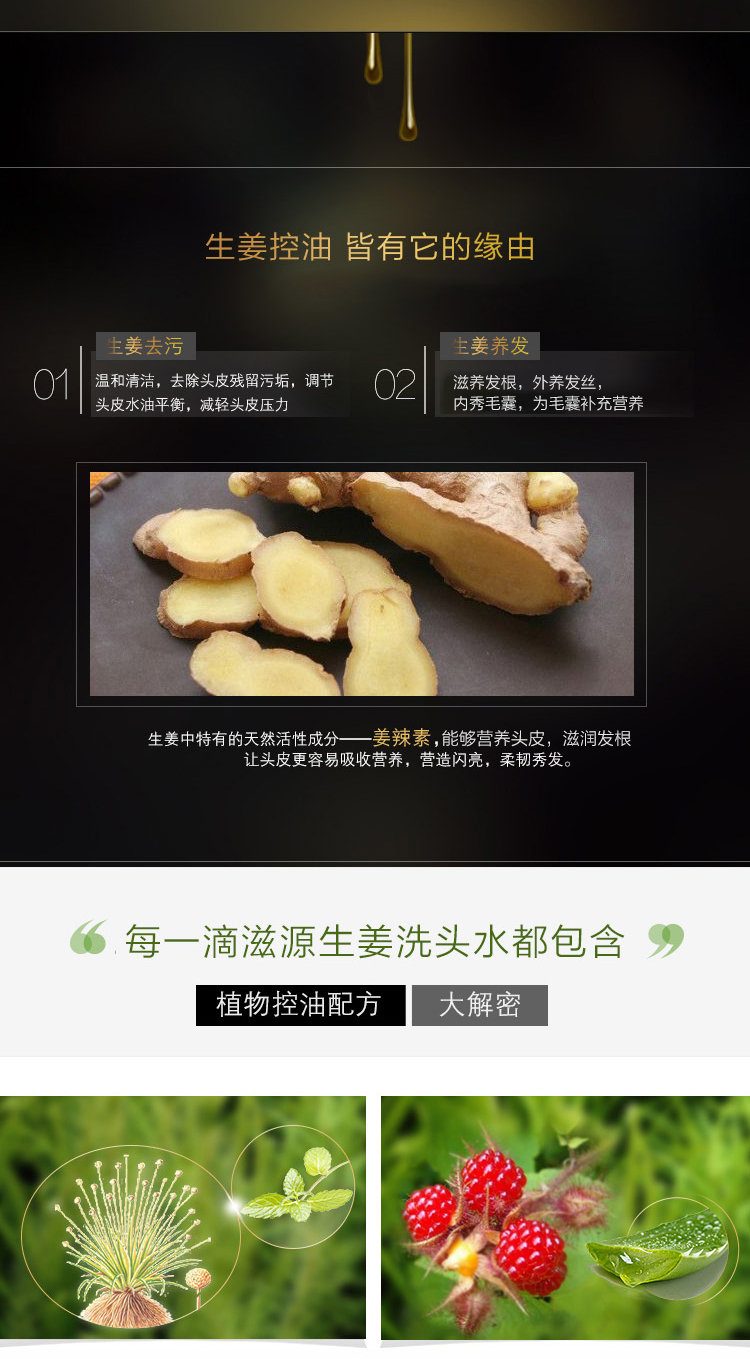 生姜控油 皆有它的缘由
01
生姜去污
温和清洁，去除头皮残留污垢，调节
头皮水油平衡，减轻头皮压力
02
生姜养发
滋养发根，外养发丝，
内秀毛囊，为毛囊补充营养
生姜中特有的天然活性成分——姜辣素,能够营养头皮，滋润发根
让头皮更容易吸收营养，营造闪亮，柔韧秀发。
“每一滴滋源生姜洗头水都包含”
植物控油配方 大解密